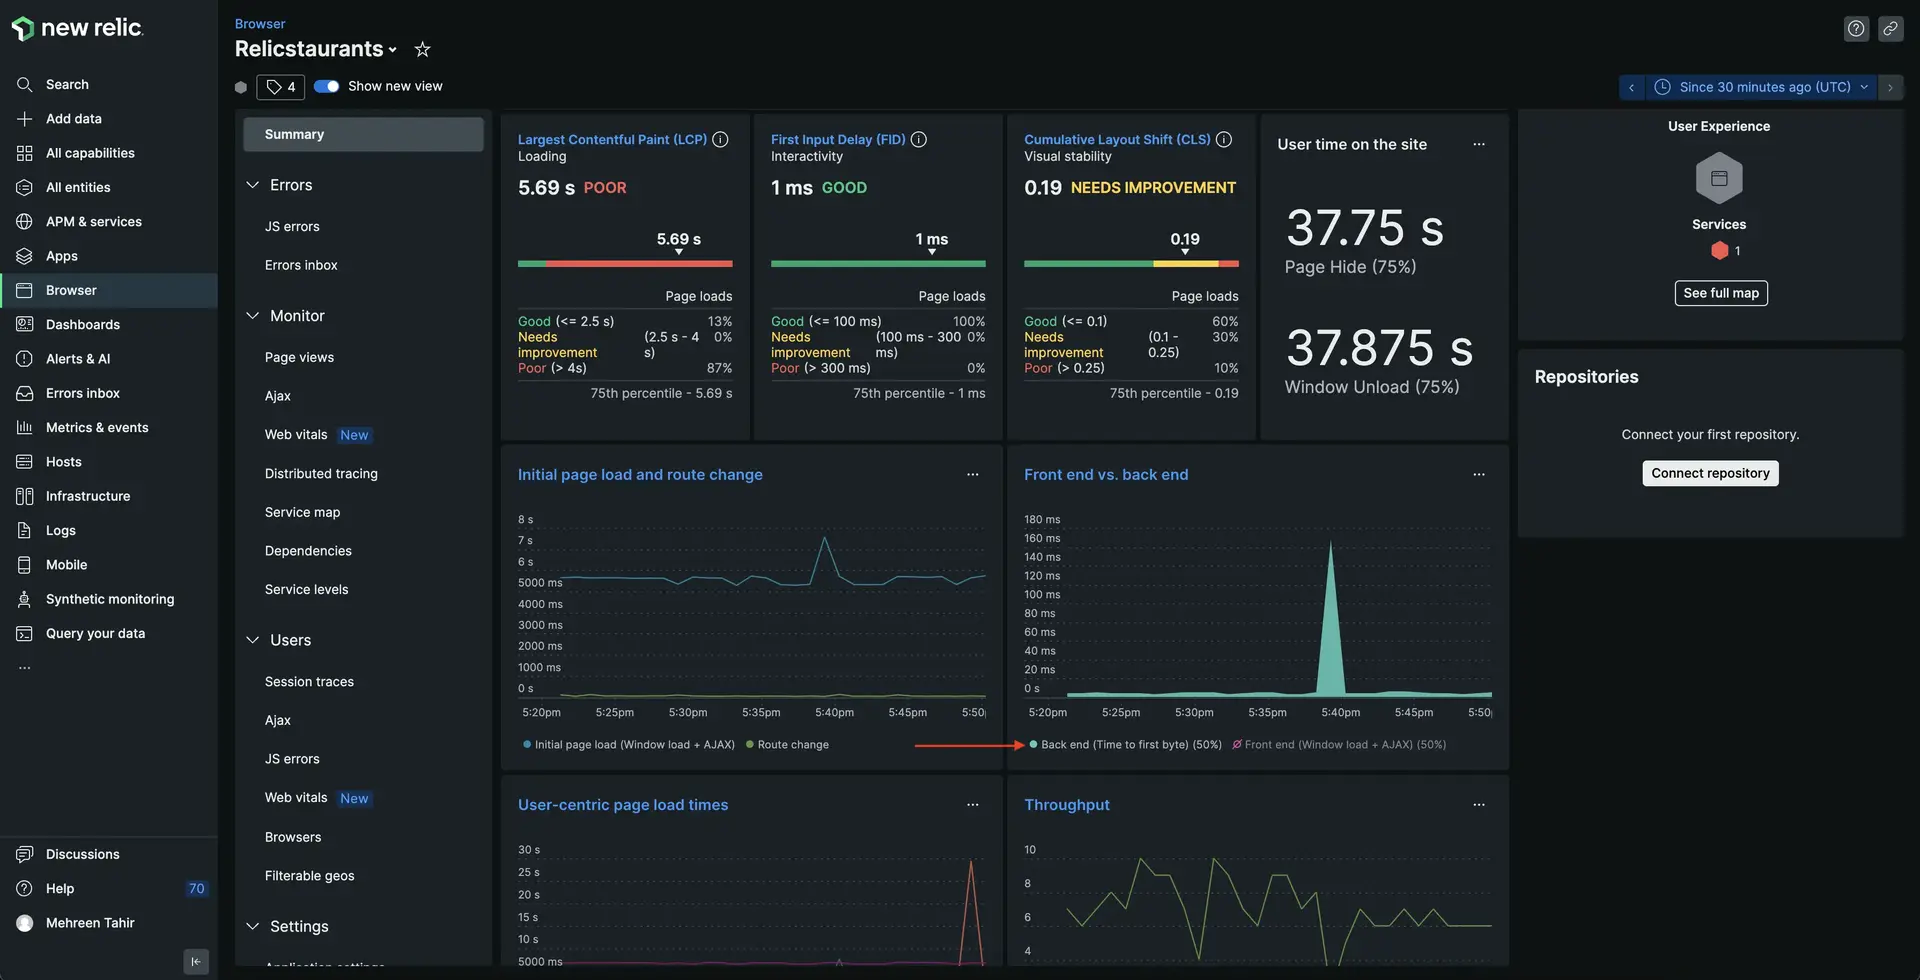 new relic.
Search
Add data
All capabilities
All entities
APM & services
Apps
Browser
Dashboards
Alerts & AI
Errors inbox
Metrics & events
Hosts
Infrastructure
Logs
Mobile
Synthetic monitoring
Query your data
...
Discussions
Help 70
Mehreen Tahir
Browser
Relicstaurants
4 Show new view
Since 30 minutes ago (UTC)
Summary
Errors
JS errors
Errors inbox
Monitor
Page views
Ajax
Web vitals New
Distributed tracing
Service map
Dependencies
Service levels
Users
Session traces
Ajax
JS errors
Web vitals New
Browsers
Filterable geos
Settings
Largest Contentful Paint (LCP)
Loading
5.69 s POOR
5.69 s
Page loads
Good (<= 2.5 s) 13%
Needs improvement (2.5 s - 4 s) 0%
Poor (> 4s) 87%
75th percentile - 5.69 s
First Input Delay (FID)
Interactivity
1 ms GOOD
1 ms
Page loads
Good (<= 100 ms) 100%
Needs improvement (100 ms - 300 ms) 0%
Poor (> 300 ms) 0%
75th percentile - 1 ms
Cumulative Layout Shift (CLS)
Visual stability
0.19 NEEDS IMPROVEMENT
0.19
Page loads
Good (<= 0.1) 60%
Needs improvement (0.1 - 0.25) 30%
Poor (> 0.25) 10%
75th percentile - 0.19
User time on the site ...
37.75 s
Page Hide (75%)
37.875 s
Window Unload (75%)
Initial page load and route change ...
8 s
7 s
6 s
5000 ms
4000 ms
3000 ms
2000 ms
1000 ms
0 s
5:20pm 5:25pm 5:30pm 5:35pm 5:40pm 5:45pm 5:50
Initial page load (Window load + AJAX) Route change
Front end vs. back end ...
180 ms
160 ms
140 ms
120 ms
100 ms
80 ms
60 ms
40 ms
20 ms
0 s
5:20pm 5:25pm 5:30pm 5:35pm 5:40pm 5:45pm 5:50
Back end (Time to first byte) (50%) Front end (Window load + AJAX) (50%)
User-centric page load times ...
30 s
25 s
20 s
15 s
10 s
5000 ms
Throughput ...
10
8
6
4
User Experience
Services
1
See full map
Repositories
Connect your first repository.
Connect repository